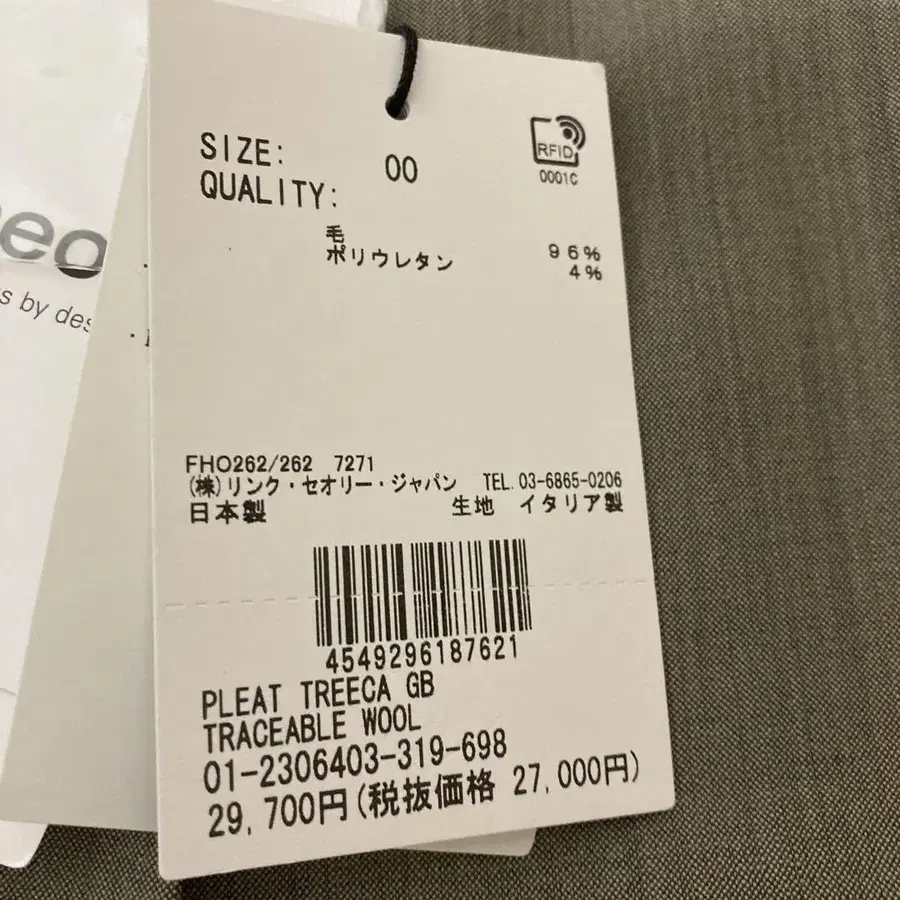 SIZE: 00
QUALITY:
毛 96%
ポリウレタン 4%
RFID
0001C
FHO262/262 7271
(株)リンク・セオリー・ジャパン TEL.03-6865-0206
日本製 生地 イタリア製
4549296187621
PLEAT TREECA GB
TRACEABLE WOOL
01-2306403-319-698
29,700円(税抜価格 27,000円)
by